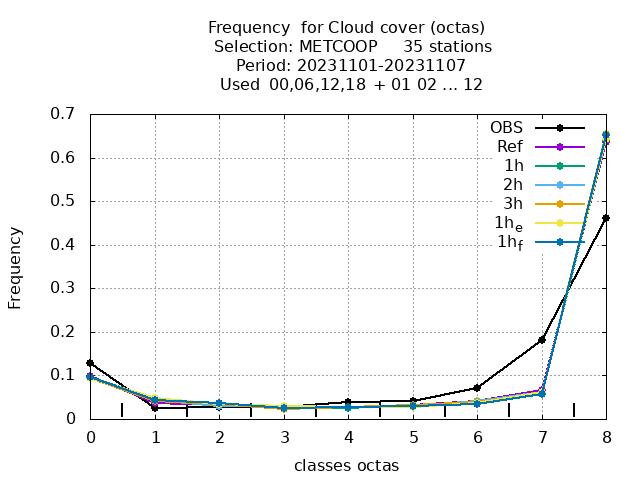 Frequency for Cloud cover (octas)
Selection: METCOOP 35 stations
Period: 20231101-20231107
Used 00,06,12,18 + 01 02 ... 12
0.7
0.6
0.5
0.4
0.3
0.2
0.1
0
Frequency
OBS
Ref
1h
2h
3h
1he
1hf
0 1 2 3 4 5 6 7 8
classes octas